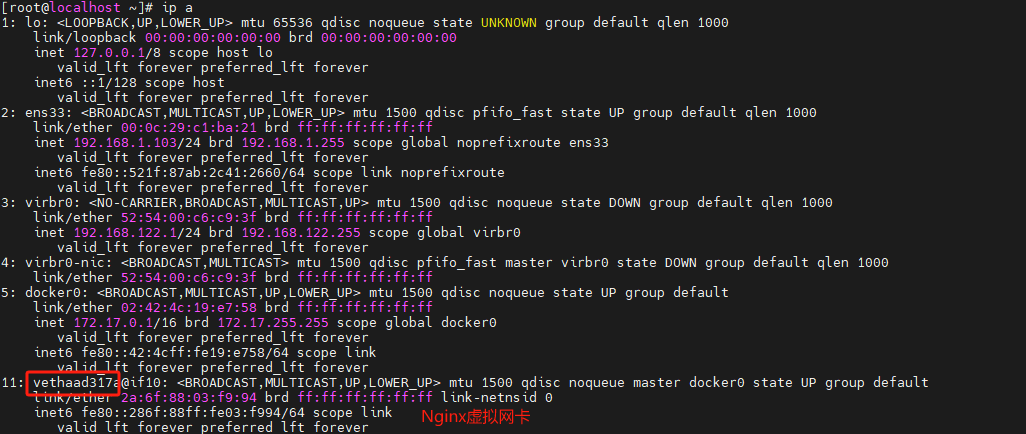 [root@localhost ~]# ip a
1: lo: <LOOPBACK,UP,LOWER_UP> mtu 65536 qdisc noqueue state UNKNOWN group default qlen 1000
    link/loopback 00:00:00:00:00:00 brd 00:00:00:00:00:00
    inet 127.0.0.1/8 scope host lo
       valid_lft forever preferred_lft forever
    inet6 ::1/128 scope host
       valid_lft forever preferred_lft forever
2: ens33: <BROADCAST,MULTICAST,UP,LOWER_UP> mtu 1500 qdisc pfifo_fast state UP group default qlen 1000
    link/ether 00:0c:29:c1:ba:21 brd ff:ff:ff:ff:ff:ff
    inet 192.168.1.103/24 brd 192.168.1.255 scope global noprefixroute ens33
       valid_lft forever preferred_lft forever
    inet6 fe80::521f:87ab:2c41:2660/64 scope link noprefixroute
       valid_lft forever preferred_lft forever
3: virbr0: <NO-CARRIER,BROADCAST,MULTICAST,UP> mtu 1500 qdisc noqueue state DOWN group default qlen 1000
    link/ether 52:54:00:c6:c9:3f brd ff:ff:ff:ff:ff:ff
    inet 192.168.122.1/24 brd 192.168.122.255 scope global virbr0
       valid_lft forever preferred_lft forever
4: virbr0-nic: <BROADCAST,MULTICAST> mtu 1500 qdisc pfifo_fast master virbr0 state DOWN group default qlen 1000
    link/ether 52:54:00:c6:c9:3f brd ff:ff:ff:ff:ff:ff
5: docker0: <BROADCAST,MULTICAST,UP,LOWER_UP> mtu 1500 qdisc noqueue state UP group default
    link/ether 02:42:4c:19:e7:58 brd ff:ff:ff:ff:ff:ff
    inet 172.17.0.1/16 brd 172.17.255.255 scope global docker0
       valid_lft forever preferred_lft forever
    inet6 fe80::42:4cff:fe19:e758/64 scope link
       valid_lft forever preferred_lft forever
11: vethaad317a@if10: <BROADCAST,MULTICAST,UP,LOWER_UP> mtu 1500 qdisc noqueue master docker0 state UP group default
    link/ether 2a:6f:88:03:f9:94 brd ff:ff:ff:ff:ff:ff link-netnsid 0
    inet6 fe80::286f:88ff:fe03:f994/64 scope link
Nginx虚拟网卡
       valid_lft forever preferred_lft forever